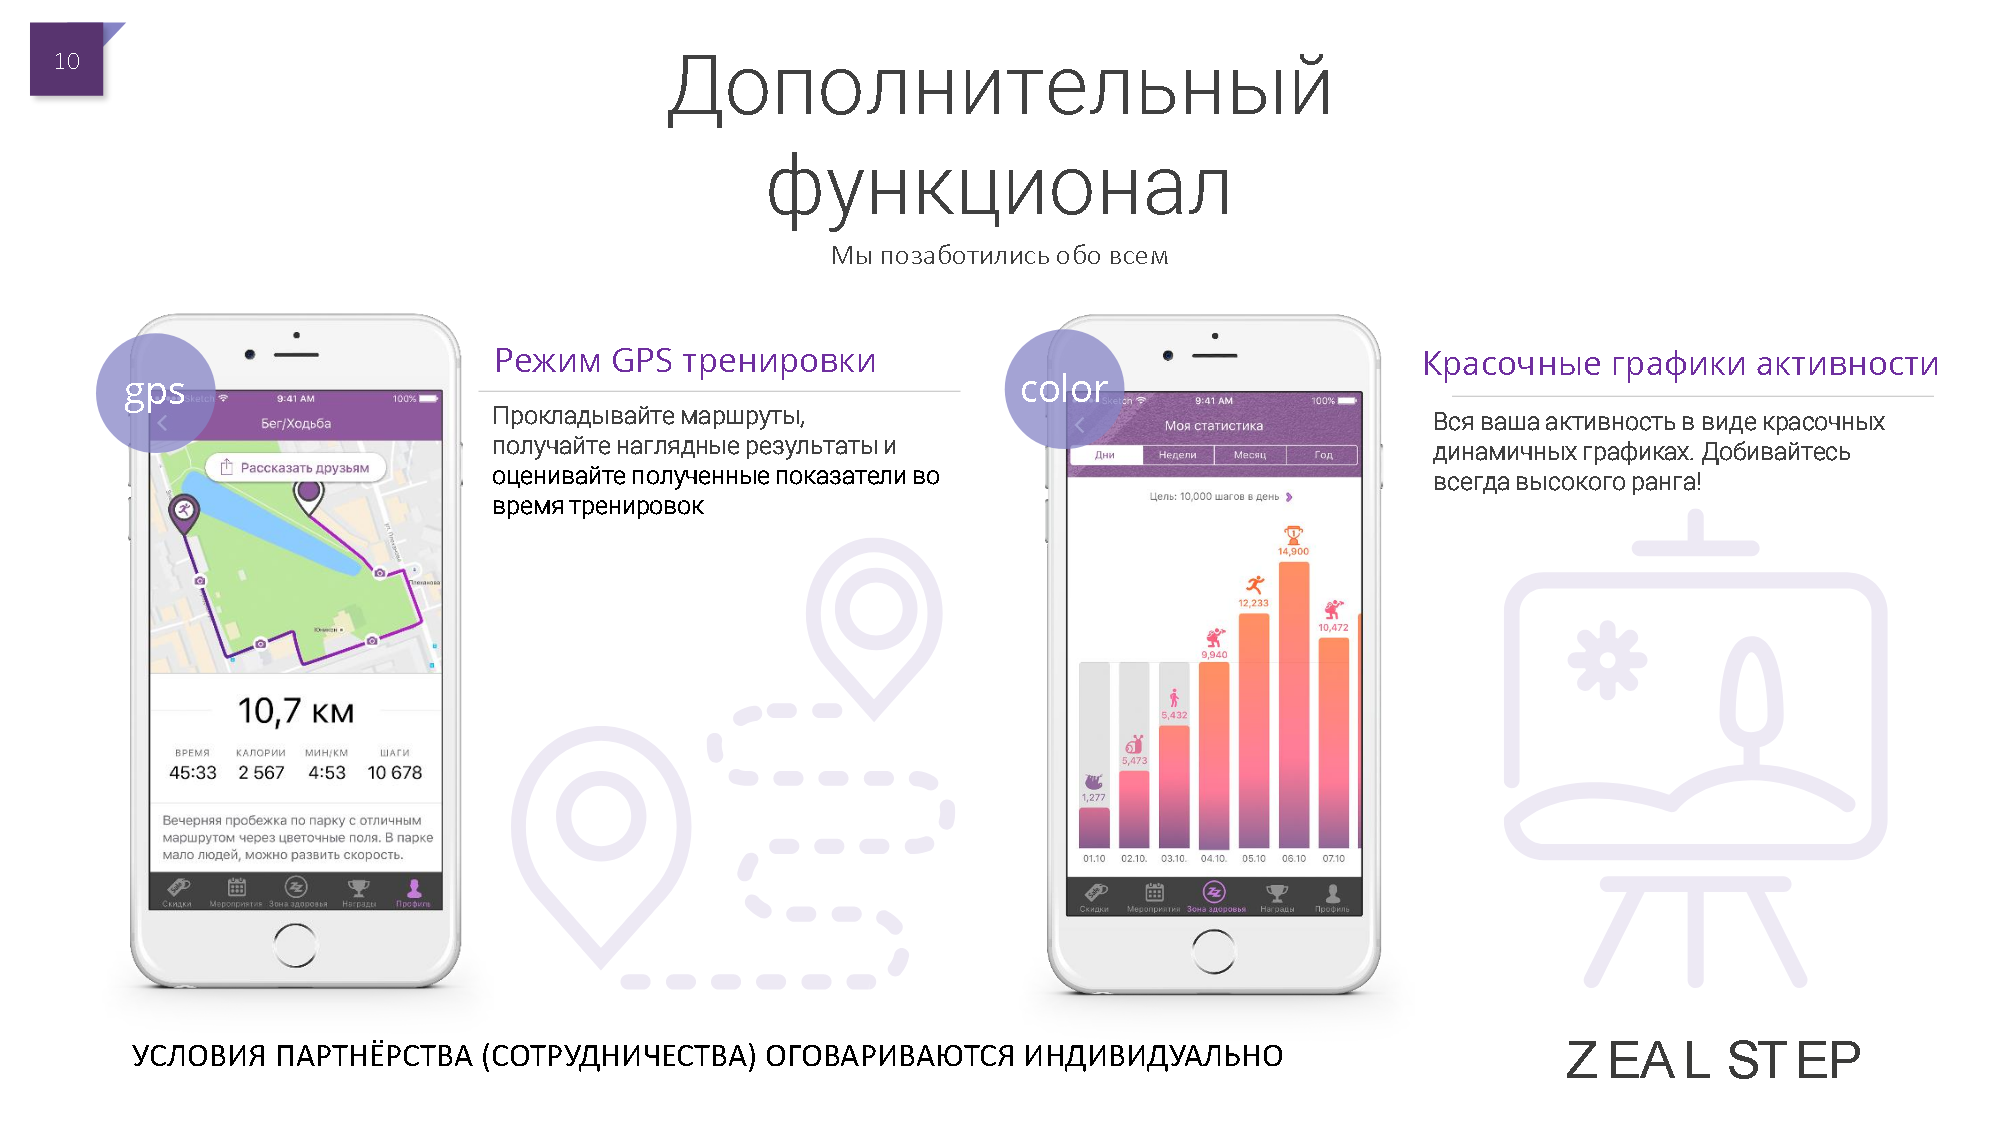 10
Дополнительный
функционал
Мы позаботились обо всем
gps
Sketch 9:41 AM 100%
Бег/Ходьба
Рассказать друзьям
10,7 км
ВРЕМЯ КАЛОРИИ МИН/КМ ШАГИ
45:33 2 567 4:53 10 678
Вечерняя пробежка по парку с отличным
маршрутом через цветочные поля. В парке
мало людей, можно развить скорость.
Скидки Мероприятия Зона здоровья Награды Профиль
Режим GPS тренировки
Прокладывайте маршруты,
получайте наглядные результаты и
оценивайте полученные показатели во
время тренировок
color
Sketch 9:41 AM 100%
Моя статистика
Дни Недели Месяц Год
Цель: 10,000 шагов в день
14,900
12,233
10,472
9,940
5,432
5,473
1,277
01.10 02.10. 03.10. 04.10. 05.10 06.10 07.10
Скидки Мероприятия Зона здоровья Награды Профиль
Красочные графики активности
Вся ваша активность в виде красочных
динамичных графиках. Добивайтесь
всегда высокого ранга!
УСЛОВИЯ ПАРТНЁРСТВА (СОТРУДНИЧЕСТВА) ОГОВАРИВАЮТСЯ ИНДИВИДУАЛЬНО
ZEAL STEP